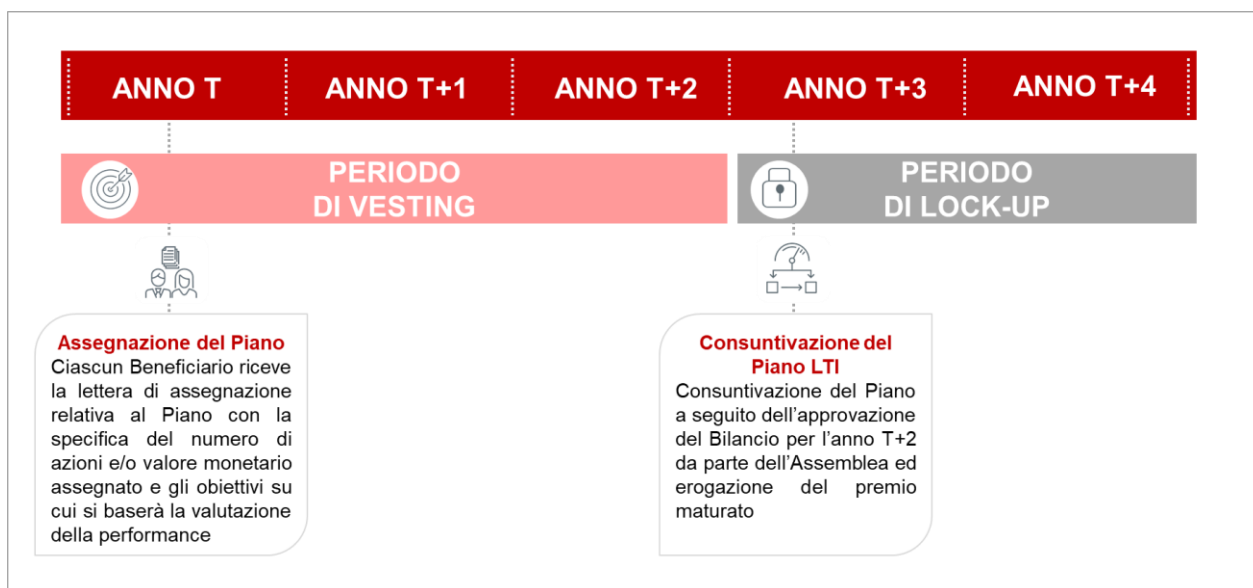 ANNO T
ANNO T+1
ANNO T+2
ANNO T+3
ANNO T+4
PERIODO
DI VESTING
PERIODO
DI LOCK-UP
Assegnazione del Piano
Ciascun Beneficiario riceve
la lettera di assegnazione
relativa al Piano con la
specifica del numero di
azioni e/o valore monetario
assegnato e gli obiettivi su
cui si baserà la valutazione
della performance
Consuntivazione del
Piano LTI
Consuntivazione del Piano
a seguito dell’approvazione
del Bilancio per l’anno T+2
da parte dell’Assemblea ed
erogazione del premio
maturato